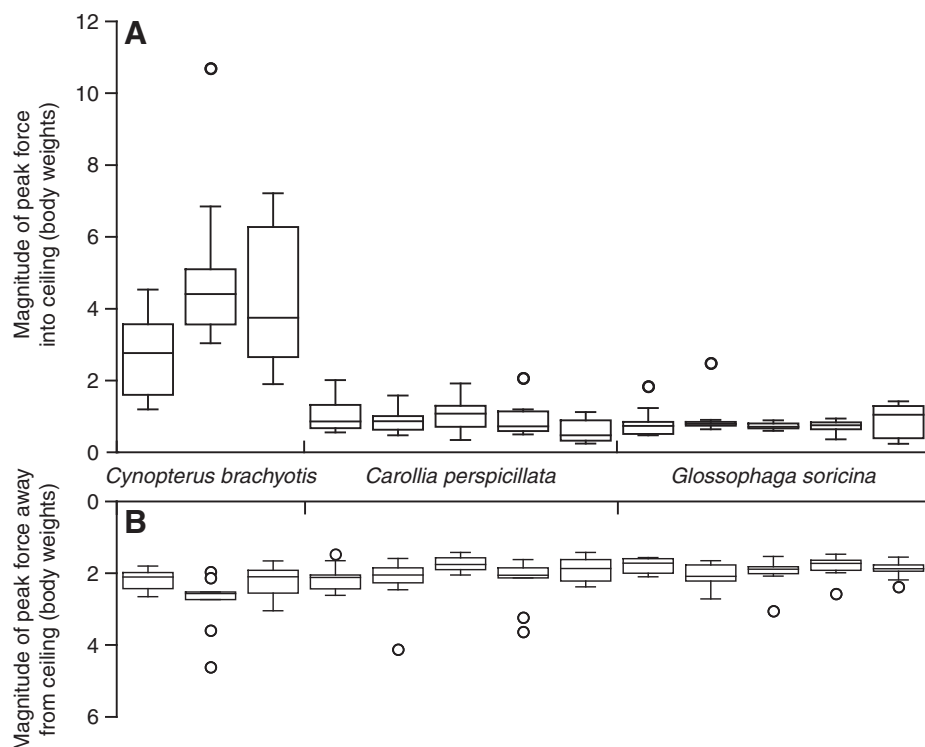 A
Magnitude of peak force
into ceiling (body weights)
12
10
8
6
4
2
0
Cynopterus brachyotis
Carollia perspicillata
Glossophaga soricina
B
Magnitude of peak force away
from ceiling (body weights)
0
2
4
6